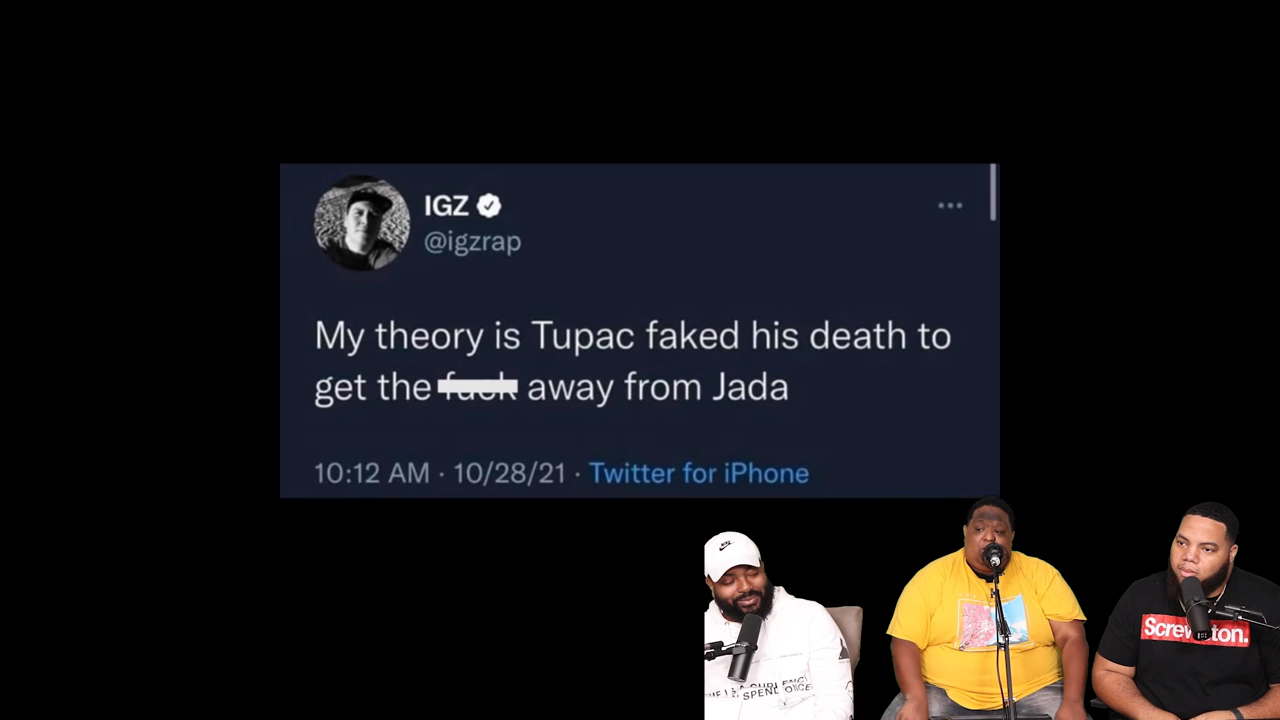 IGZ
@igzrap
My theory is Tupac faked his death to
get the fuck away from Jada
10:12 AM · 10/28/21 · Twitter for iPhone